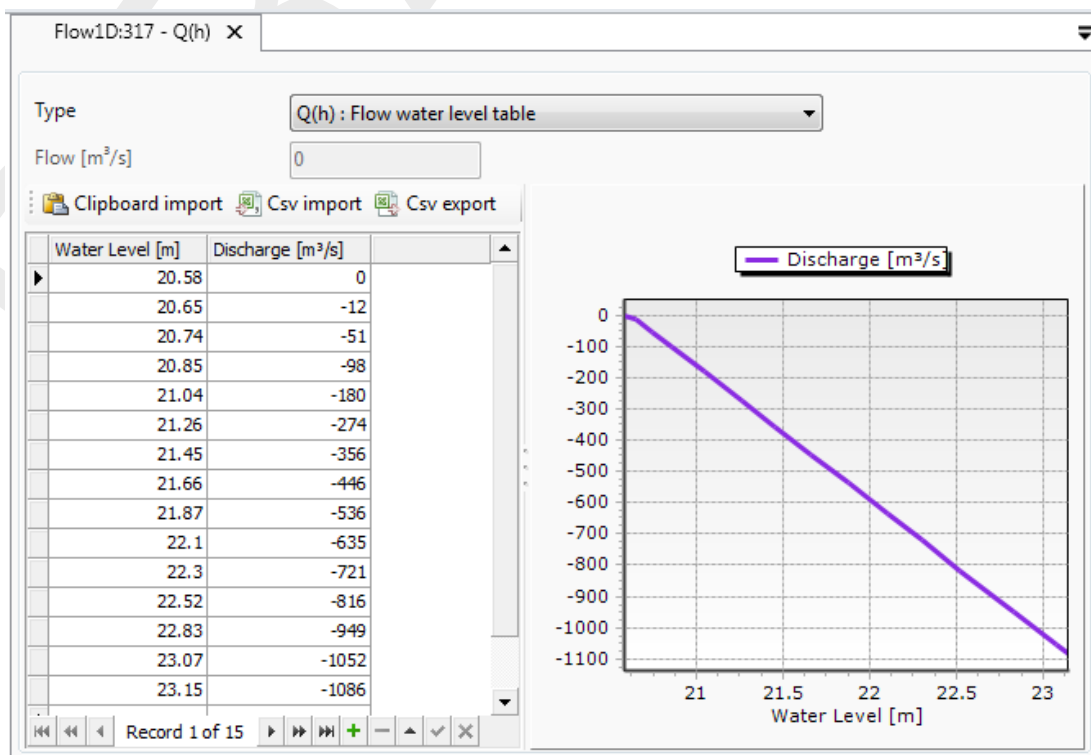 Flow1D:317 - Q(h)
Type
Q(h) : Flow water level table
Flow [m³/s]
0
Clipboard import Csv import Csv export
Water Level [m] Discharge [m³/s]
20.58 0
20.65 -12
20.74 -51
20.85 -98
21.04 -180
21.26 -274
21.45 -356
21.66 -446
21.87 -536
22.1 -635
22.3 -721
22.52 -816
22.83 -949
23.07 -1052
23.15 -1086
Record 1 of 15
Discharge [m³/s]
0
-100
-200
-300
-400
-500
-600
-700
-800
-900
-1000
-1100
21 21.5 22 22.5 23
Water Level [m]